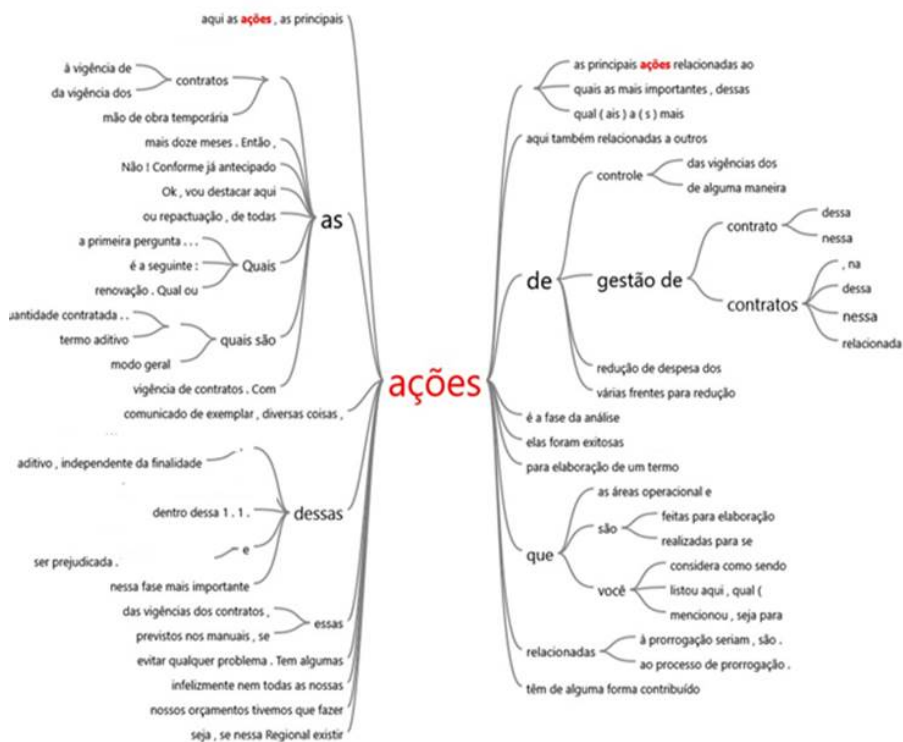 aqui as ações , as principais
à vigência de
da vigência dos
contratos
mão de obra temporária
mais doze meses . Então ,
Não ! Conforme já antecipado
Ok , vou destacar aqui
ou repactuação , de todas
as
a primeira pergunta . . .
é a seguinte :
renovação . Qual ou
Quais
uantidade contratada . .
termo aditivo
modo geral
quais são
vigência de contratos . Com
comunicado de exemplar , diversas coisas ,
aditivo , independente da finalidade
.
dentro dessa 1 . 1 .
dessas
ser prejudicada .
e
nessa fase mais importante
das vigências dos contratos ,
previstos nos manuais , se
essas
evitar qualquer problema . Tem algumas
infelizmente nem todas as nossas
nossos orçamentos tivemos que fazer
seja , se nessa Regional existir
ações
as principais ações relacionadas ao
quais as mais importantes , dessas
qual ( ais ) a ( s ) mais
aqui também relacionadas a outros
de
controle
das vigências dos
de alguma maneira
gestão de
contrato
dessa
nessa
contratos
, na
dessa
nessa
relacionada
redução de despesa dos
várias frentes para redução
é a fase da análise
elas foram exitosas
para elaboração de um termo
que
as áreas operacional e
são
feitas para elaboração
realizadas para se
você
considera como sendo
listou aqui , qual (
mencionou , seja para
relacionadas
à prorrogação seriam , são .
ao processo de prorrogação .
têm de alguma forma contribuído